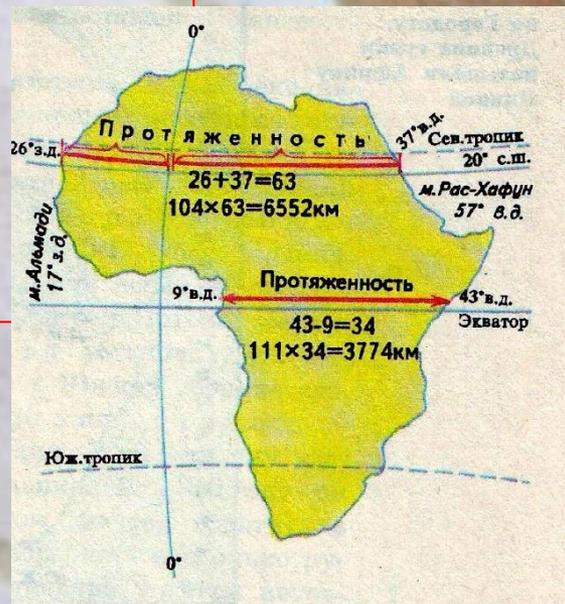 0°
Протяженность
26°з.д.
37°в.д.
Сев.тропик
20° с.ш.
26+37=63
104×63=6552км
м.Рас-Хафун
57° в.д.
м.Альмади
17°з.д.
Протяженность
9°в.д.
43°в.д.
Экватор
43-9=34
111×34=3774км
Юж.тропик
0°